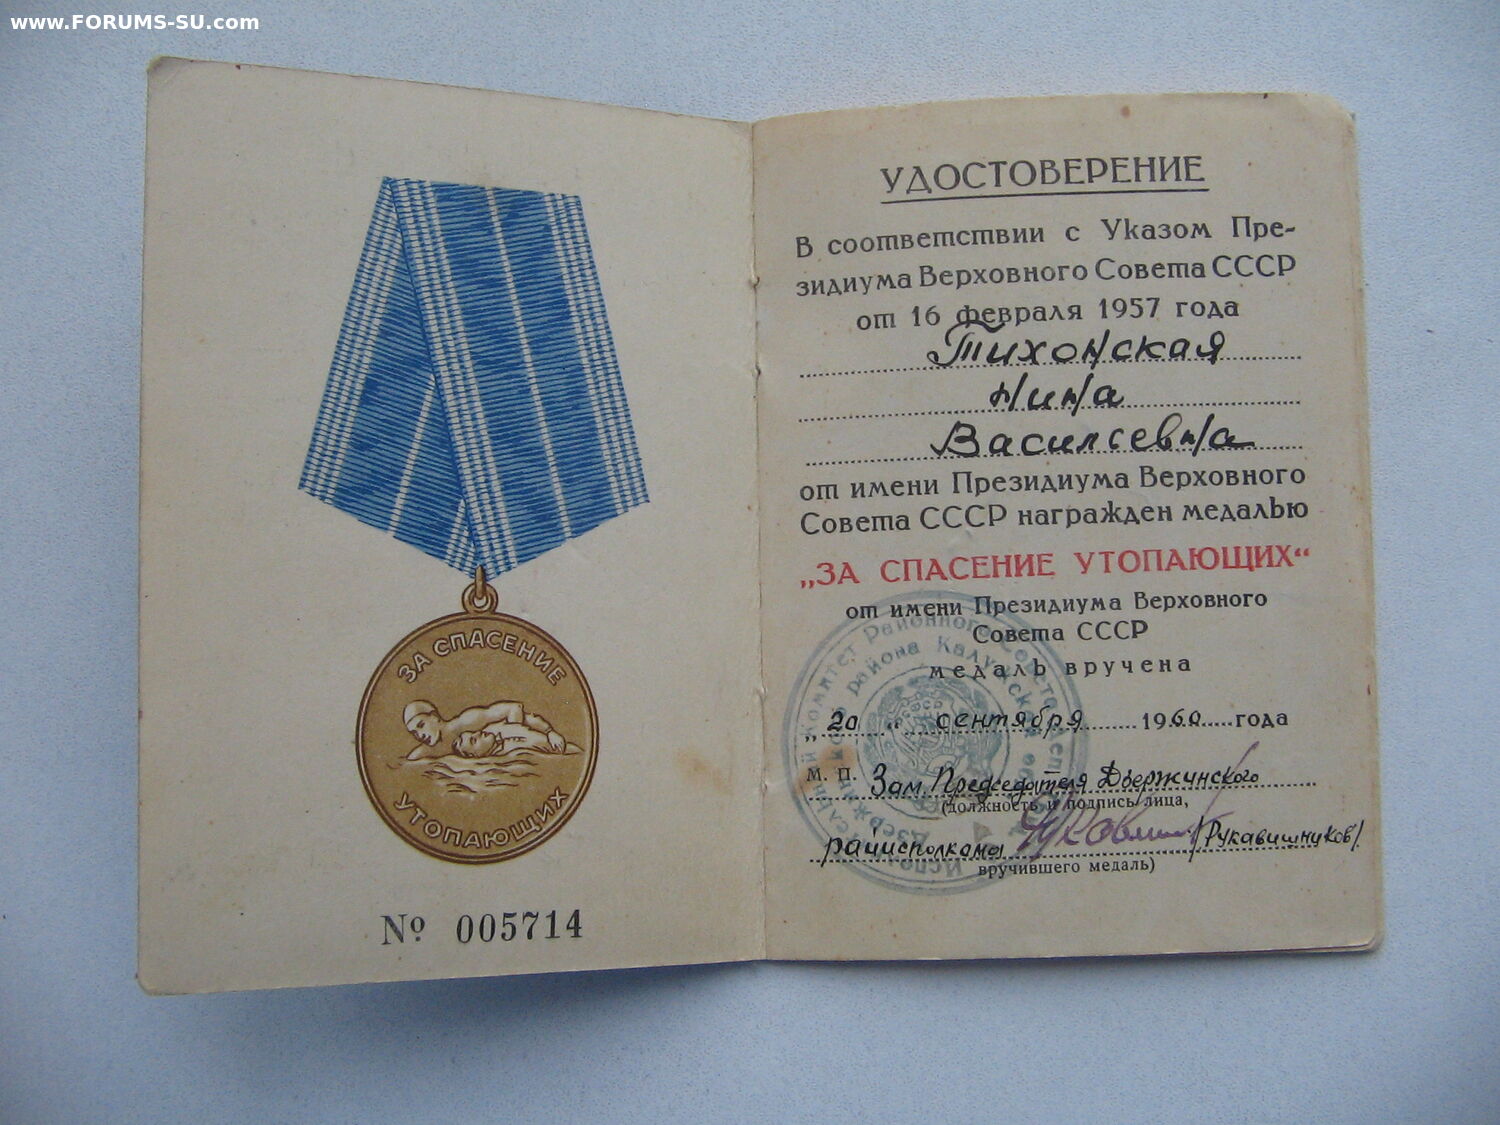 www.FORUMS-SU.com
ЗА СПАСЕНИЕ
УТОПАЮЩИХ
№ 005714
УДОСТОВЕРЕНИЕ
В соответствии с Указом Пре-
зидиума Верховного Совета СССР
от 16 февраля 1957 года
Тихонская
Нина
Васильевна
от имени Президиума Верховного
Совета СССР награжден медалью
„ЗА СПАСЕНИЕ УТОПАЮЩИХ“
от имени Президиума Верховного
Совета СССР
медаль вручена
„20“ сентября 1960 года
М. П. Зам Председателя Дзержинского
(должность и подпись лица,
райисполкома /Рукавишников/
вручившего медаль)